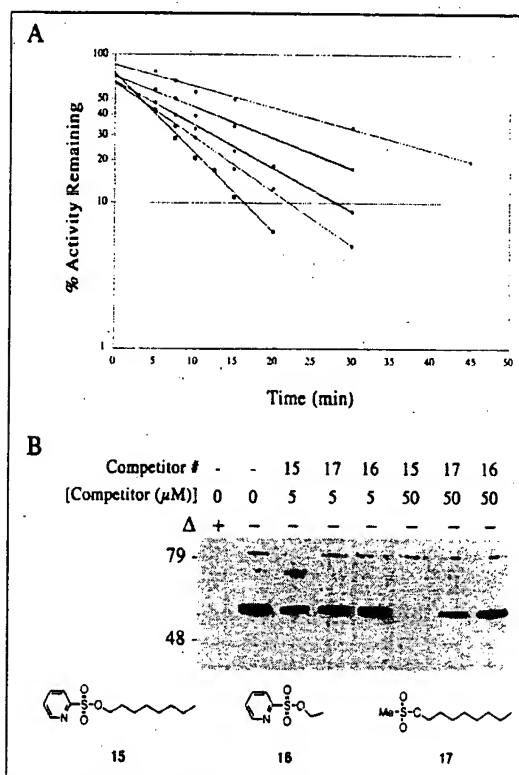 A
100
50
40
30
20
10
1
% Activity Remaining
0 5 10 15 20 25 30 35 40 45 50
Time (min)
B
Competitor # - - 15 17 16 15 17 16
[Competitor (µM)] 0 0 5 5 5 50 50 50
Δ + - - - - - - -
79 -
48 -
O
S O
O
N
O
S O
O
N
O
Me S C
O
15 16 17